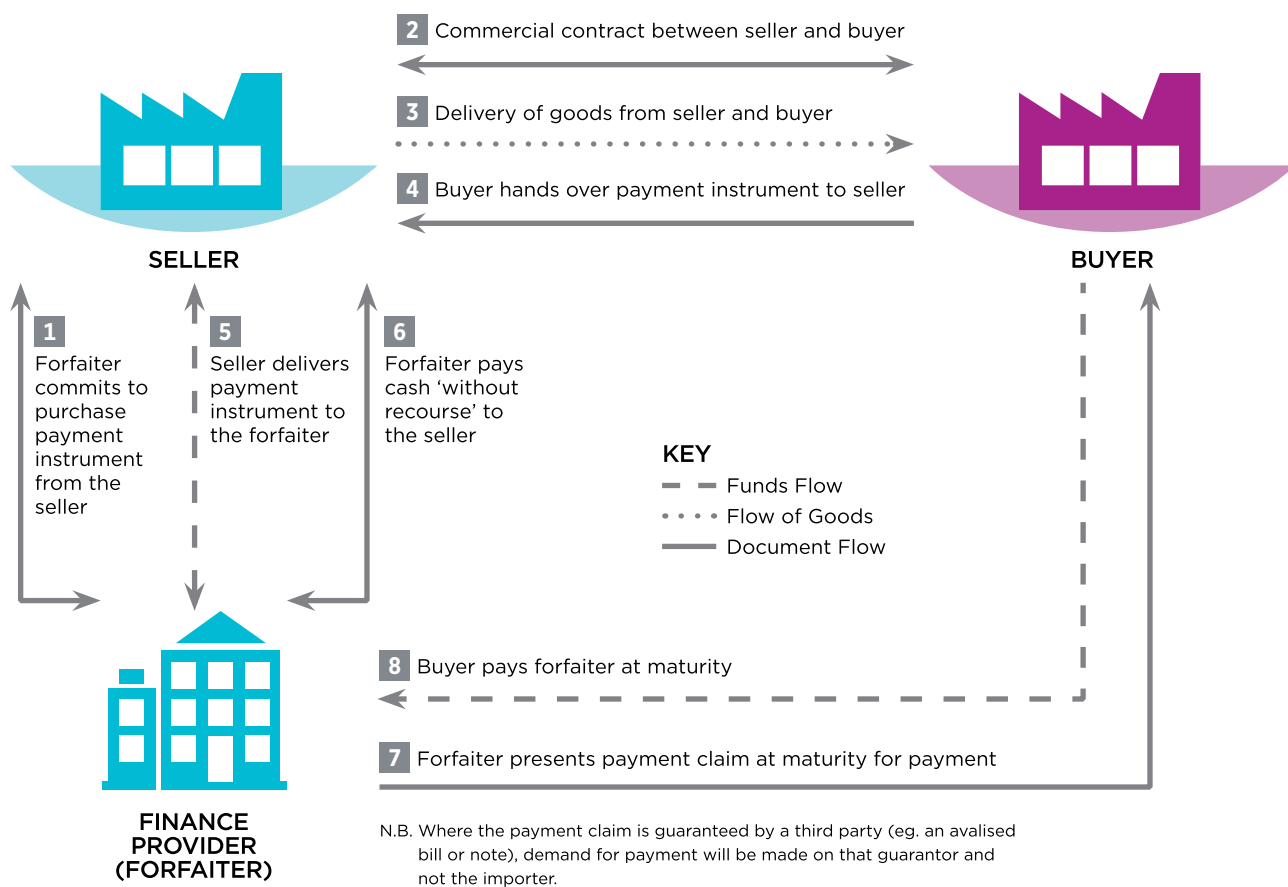 2 Commercial contract between seller and buyer
3 Delivery of goods from seller and buyer
4 Buyer hands over payment instrument to seller
SELLER
BUYER
1
Forfaiter
commits to
purchase
payment
instrument
from the
seller
5
Seller delivers
payment
instrument to
the forfaiter
6
Forfaiter pays
cash ‘without
recourse’ to
the seller
KEY
Funds Flow
Flow of Goods
Document Flow
8 Buyer pays forfaiter at maturity
7 Forfaiter presents payment claim at maturity for payment
FINANCE
PROVIDER
(FORFAITER)
N.B. Where the payment claim is guaranteed by a third party (eg. an avalised
bill or note), demand for payment will be made on that guarantor and
not the importer.